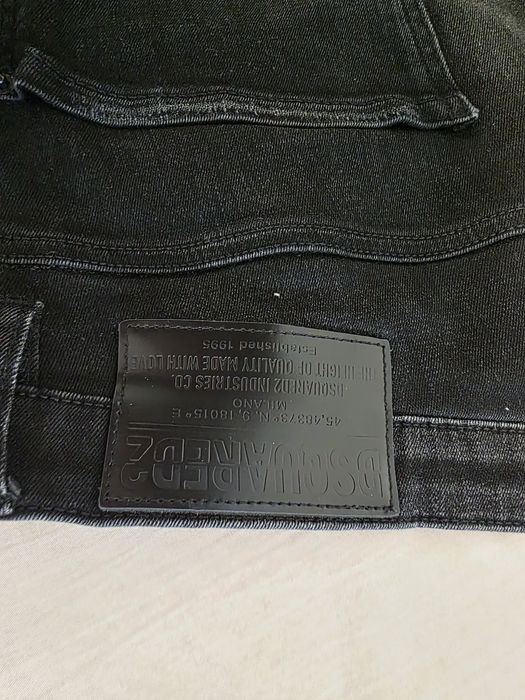 DSQUARED2
45,48373° N, 9,18015° E
MILANO
DSQUARED2 INDUSTRIES CO.
THE HEIGHT OF QUALITY MADE WITH LOVE
Established 1995